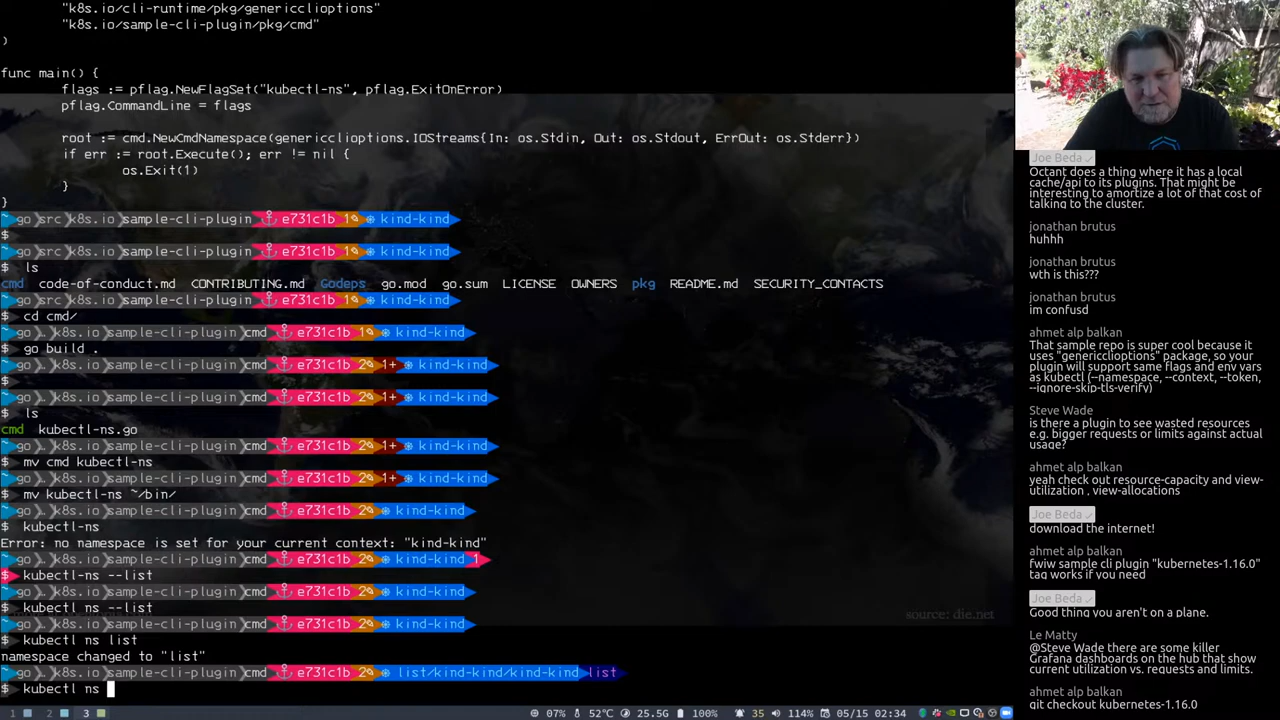 "k8s.io/cli-runtime/pkg/genericclioptions"
"k8s.io/sample-cli-plugin/pkg/cmd"
)
func main() {
flags := pflag.NewFlagSet("kubectl-ns", pflag.ExitOnError)
pflag.CommandLine = flags
root := cmd.NewCmdNamespace(genericclioptions.IOStreams{In: os.Stdin, Out: os.Stdout, ErrOut: os.Stderr})
if err := root.Execute(); err != nil {
os.Exit(1)
}
}
~ go src k8s.io sample-cli-plugin e731c1b 1✎ ⎈ kind-kind
$
~ go src k8s.io sample-cli-plugin e731c1b 1✎ ⎈ kind-kind
$ ls
cmd code-of-conduct.md CONTRIBUTING.md Godeps go.mod go.sum LICENSE OWNERS pkg README.md SECURITY_CONTACTS
~ go src k8s.io sample-cli-plugin e731c1b 1✎ ⎈ kind-kind
$ cd cmd/
~ go k8s.io sample-cli-plugin cmd e731c1b 1✎ ⎈ kind-kind
$ go build .
~ go k8s.io sample-cli-plugin cmd e731c1b 2✎ 1+ ⎈ kind-kind
$
~ go k8s.io sample-cli-plugin cmd e731c1b 2✎ 1+ ⎈ kind-kind
$ ls
cmd kubectl-ns.go
~ go k8s.io sample-cli-plugin cmd e731c1b 2✎ 1+ ⎈ kind-kind
$ mv cmd kubectl-ns
~ go k8s.io sample-cli-plugin cmd e731c1b 2✎ 1+ ⎈ kind-kind
$ mv kubectl-ns ~/bin/
~ go k8s.io sample-cli-plugin cmd e731c1b 2✎ ⎈ kind-kind
$ kubectl-ns
Error: no namespace is set for your current context: "kind-kind"
~ go k8s.io sample-cli-plugin cmd e731c1b 2✎ ⎈ kind-kind 1
$ kubectl-ns --list
~ go k8s.io sample-cli-plugin cmd e731c1b 2✎ ⎈ kind-kind
$ kubectl ns --list
~ go k8s.io sample-cli-plugin cmd e731c1b 2✎ ⎈ kind-kind
$ kubectl ns list
namespace changed to "list"
~ go k8s.io sample-cli-plugin cmd e731c1b 2✎ ⎈ list/kind-kind/kind-kind list
$ kubectl ns
source: die.net
1 2 3
07% 52°C 25.5G 100% 35 114% 05/15 02:34
Joe Beda ✓
Octant does a thing where it has a local
cache/api to its plugins. That might be
interesting to amortize a lot of that cost of
talking to the cluster.
jonathan brutus
huhhh
jonathan brutus
wth is this???
jonathan brutus
im confusd
ahmet alp balkan
That sample repo is super cool because it
uses "genericclioptions" package, so your
plugin will support same flags and env vars
as kubectl (--namespace, --context, --token,
--ignore-skip-tls-verify)
Steve Wade
is there a plugin to see wasted resources
e.g. bigger requests or limits against actual
usage?
ahmet alp balkan
yeah check out resource-capacity and view-
utilization , view-allocations
Joe Beda ✓
download the internet!
ahmet alp balkan
fwiw sample cli plugin "kubernetes-1.16.0"
tag works if you need
Joe Beda ✓
Good thing you aren't on a plane.
Le Matty
@Steve Wade there are some killer
Grafana dashboards on the hub that show
current utilization vs. requests and limits.
ahmet alp balkan
git checkout kubernetes-1.16.0